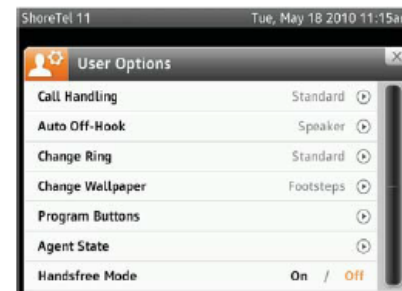 ShoreTel 11 Tue, May 18 2010 11:15a
User Options
Call Handling Standard
Auto Off-Hook Speaker
Change Ring Standard
Change Wallpaper Footsteps
Program Buttons
Agent State
Handsfree Mode On / Off